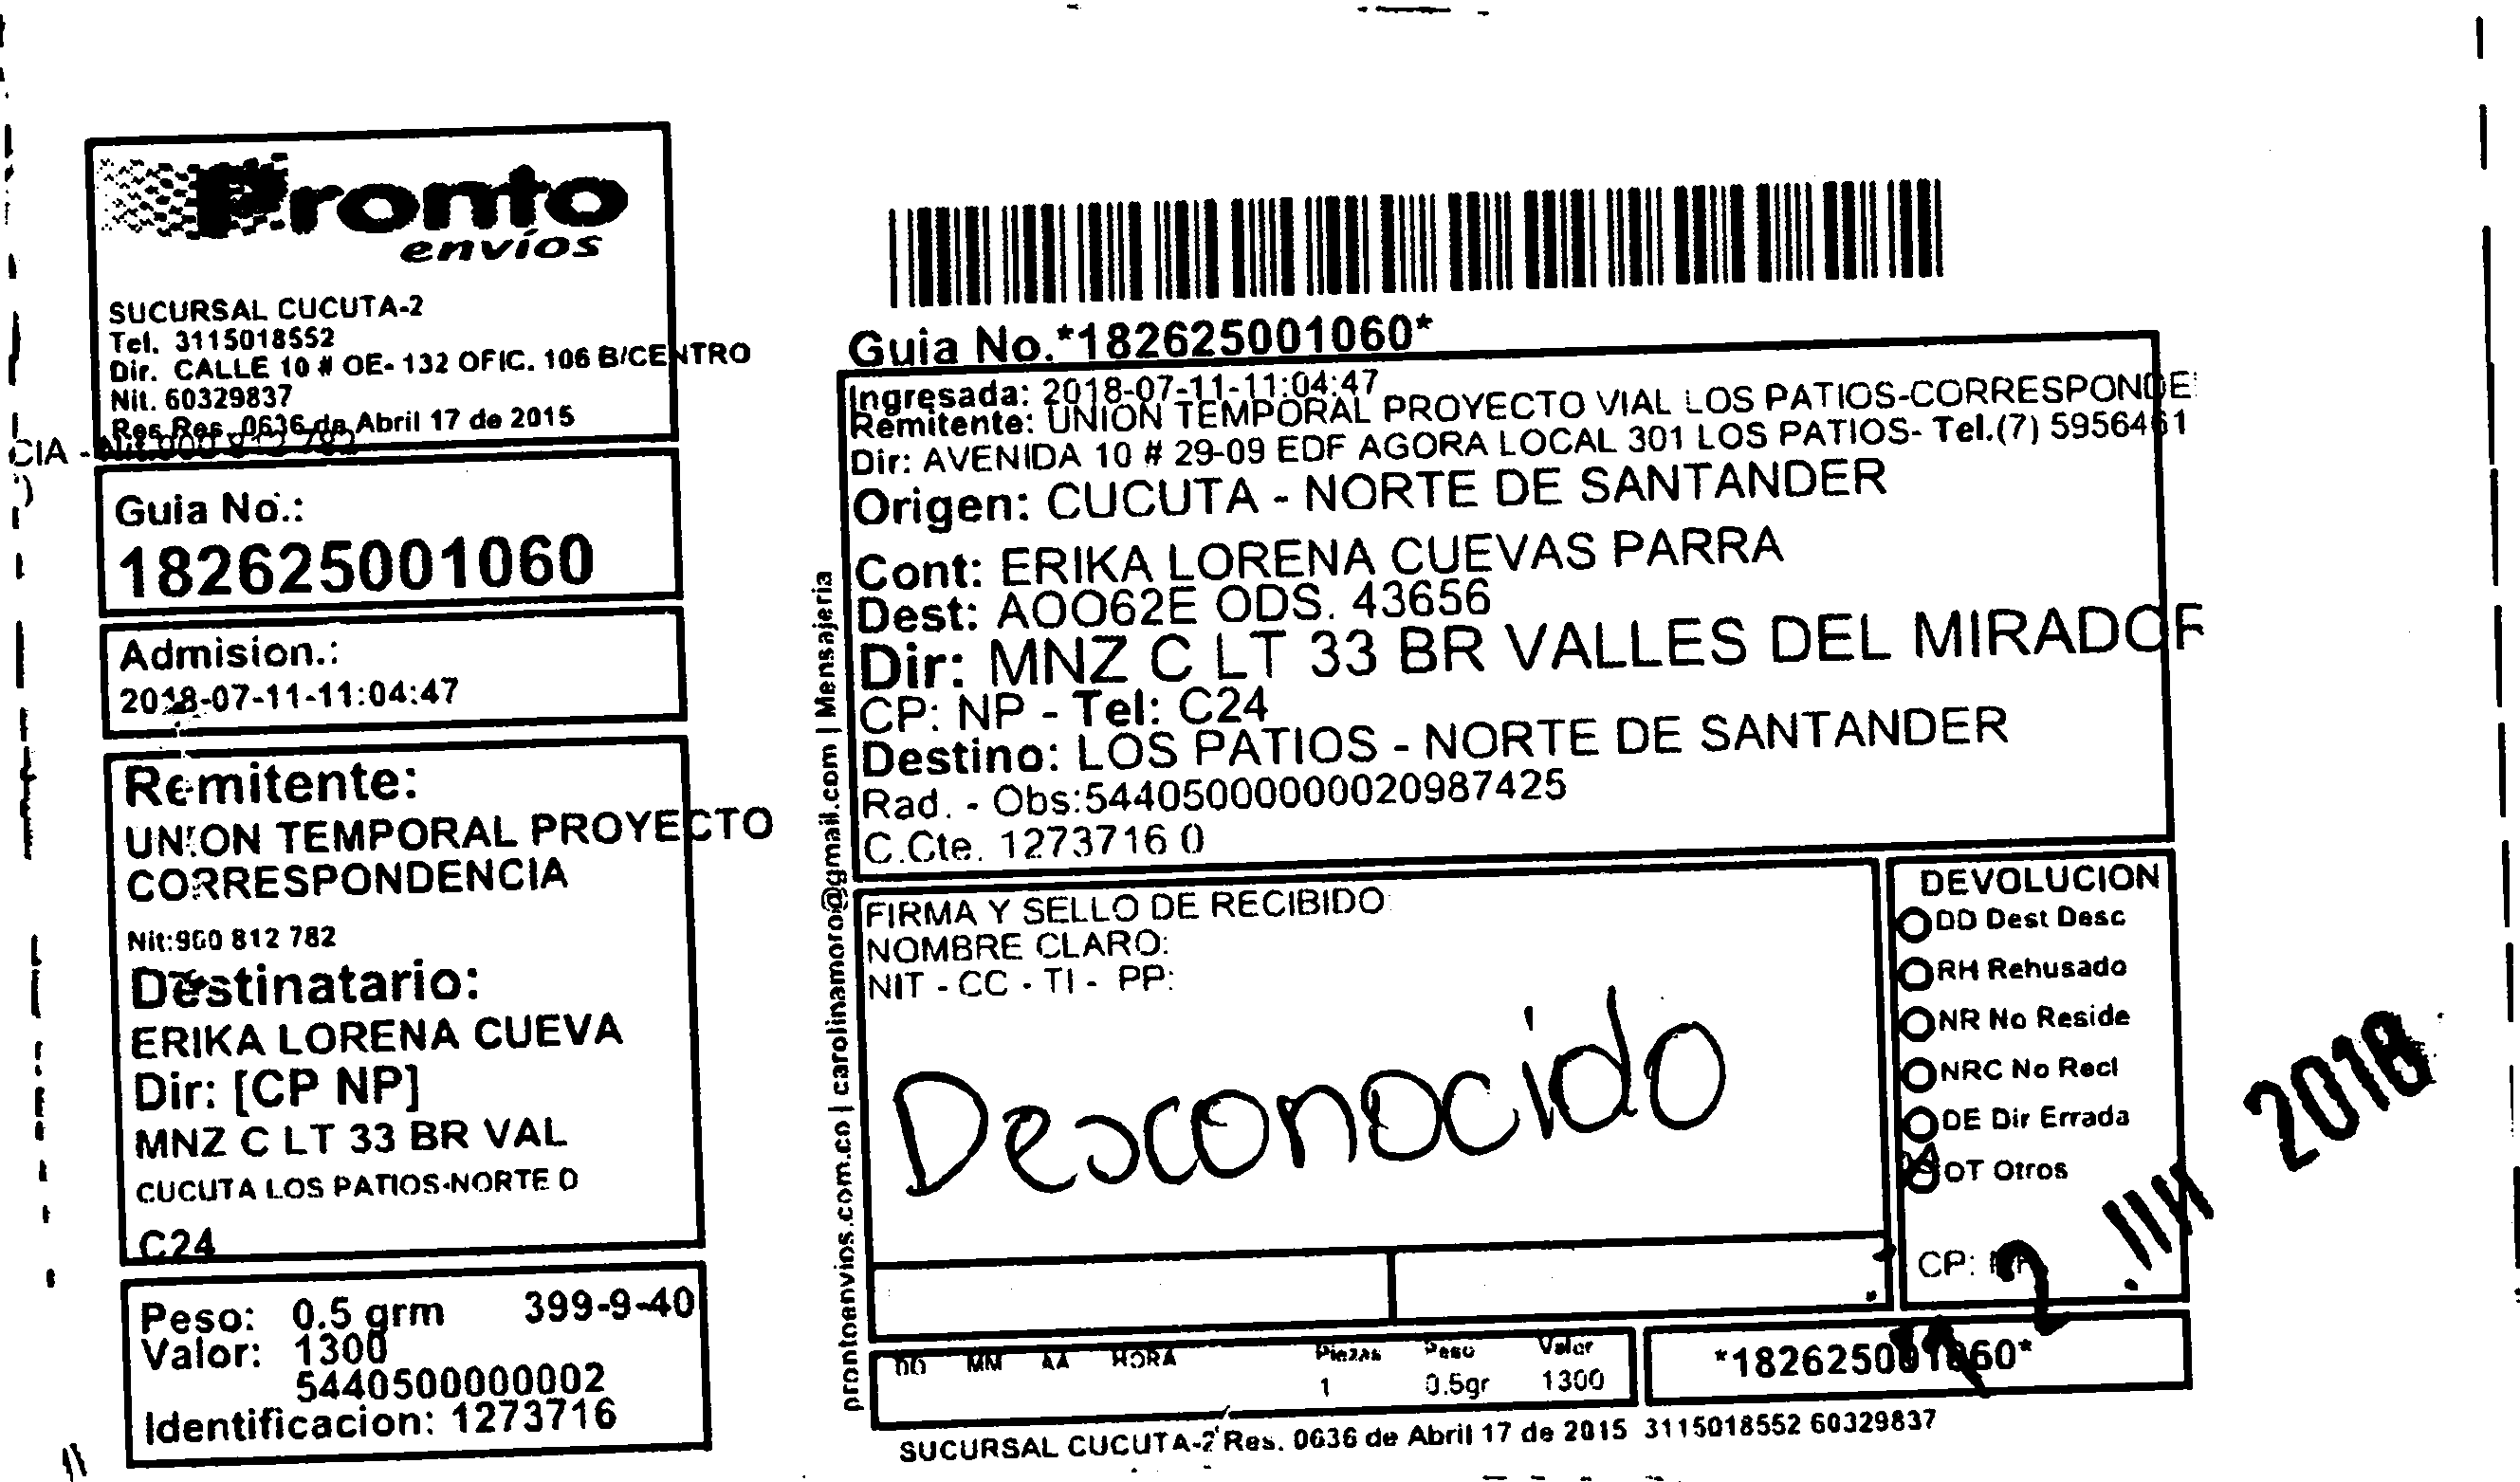 Pronto
envíos
SUCURSAL CUCUTA-2
Tel. 3115018552
Dir. CALLE 10 # OE- 132 OFIC. 106 B/CENTRO
Nit. 60329837
Res Res. 0636 de Abril 17 de 2015
CIA -
Guia No.:
182625001060
Admision.:
2018-07-11-11:04:47
Remitente:
UNION TEMPORAL PROYECTO
CORRESPONDENCIA
Nit:900 812 782
Destinatario:
ERIKA LORENA CUEVA
Dir: [CP NP]
MNZ C LT 33 BR VAL
CUCUTA LOS PATIOS-NORTE D
C24
Peso: 0.5 grm 399-9-40
Valor: 1300
5440500000002
Identificacion: 1273716
prontoenvios.com.co | carolinamoro@gmail.com | Mensajeria
Guia No.*182625001060*
Ingresada: 2018-07-11-11:04:47
Remitente: UNION TEMPORAL PROYECTO VIAL LOS PATIOS-CORRESPONDE
Dir: AVENIDA 10 # 29-09 EDF AGORA LOCAL 301 LOS PATIOS- Tel.(7) 5956461
Origen: CUCUTA - NORTE DE SANTANDER
Cont: ERIKA LORENA CUEVAS PARRA
Dest: AOO62E ODS. 43656
Dir: MNZ C LT 33 BR VALLES DEL MIRADOR
CP: NP - Tel: C24
Destino: LOS PATIOS - NORTE DE SANTANDER
Rad. - Obs:544050000000020987425
C.Cte. 1273716 0
FIRMA Y SELLO DE RECIBIDO:
NOMBRE CLARO:
NIT - CC - TI - PP:
Desconocido
DEVOLUCION
DD Dest Desc
RH Rehusado
NR No Reside
NRC No Recl
DE Dir Errada
OT Otros
CP:
2018
DD MM AA HORA Piezas Peso Valor
1 0.5gr 1300
*182625001060*
SUCURSAL CUCUTA-2 Res. 0636 de Abril 17 de 2015 3115018552 60329837